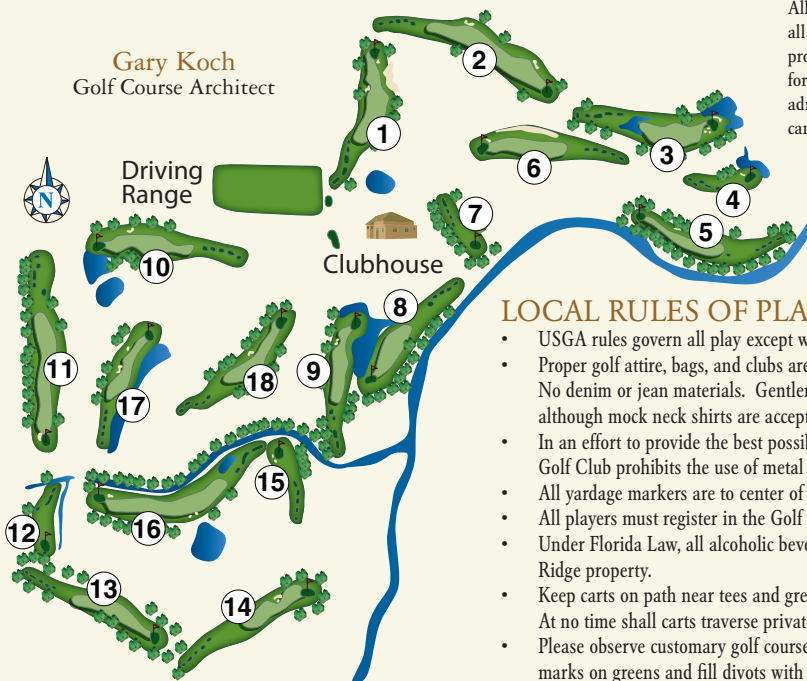 Gary Koch
Golf Course Architect
All
all
pro
for
adr
car
2
1
3
6
4
Driving
Range
N
7
5
10
Clubhouse
8
11
18
9
17
15
16
12
13
14
LOCAL RULES OF PLA
• USGA rules govern all play except w
• Proper golf attire, bags, and clubs are
No denim or jean materials. Gentlen
although mock neck shirts are accept
• In an effort to provide the best possib
Golf Club prohibits the use of metal
• All yardage markers are to center of
• All players must register in the Golf
• Under Florida Law, all alcoholic beve
Ridge property.
• Keep carts on path near tees and gre
At no time shall carts traverse privat
• Please observe customary golf course
marks on greens and fill divots with